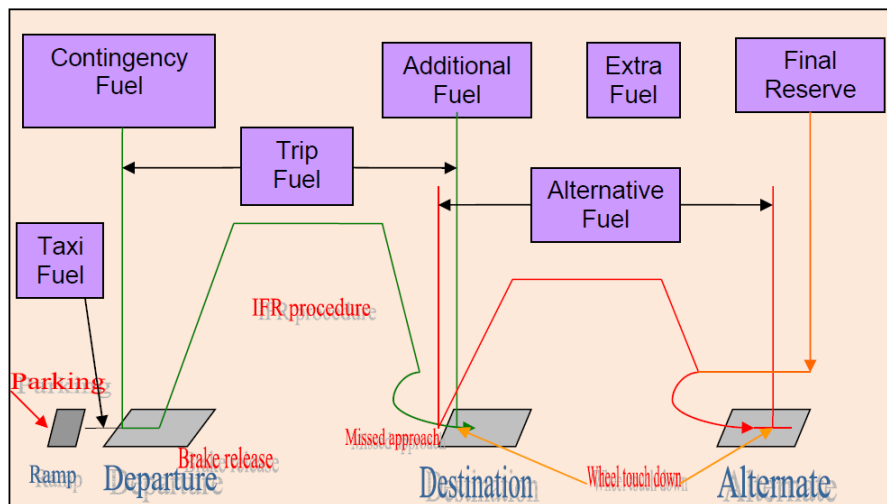 Contingency
Fuel
Additional
Fuel
Extra
Fuel
Final
Reserve
Trip
Fuel
Alternative
Fuel
Taxi
Fuel
IFR procedure
Parking
Missed approach
Brake release
Wheel touch down
Ramp
Departure
Destination
Alternate